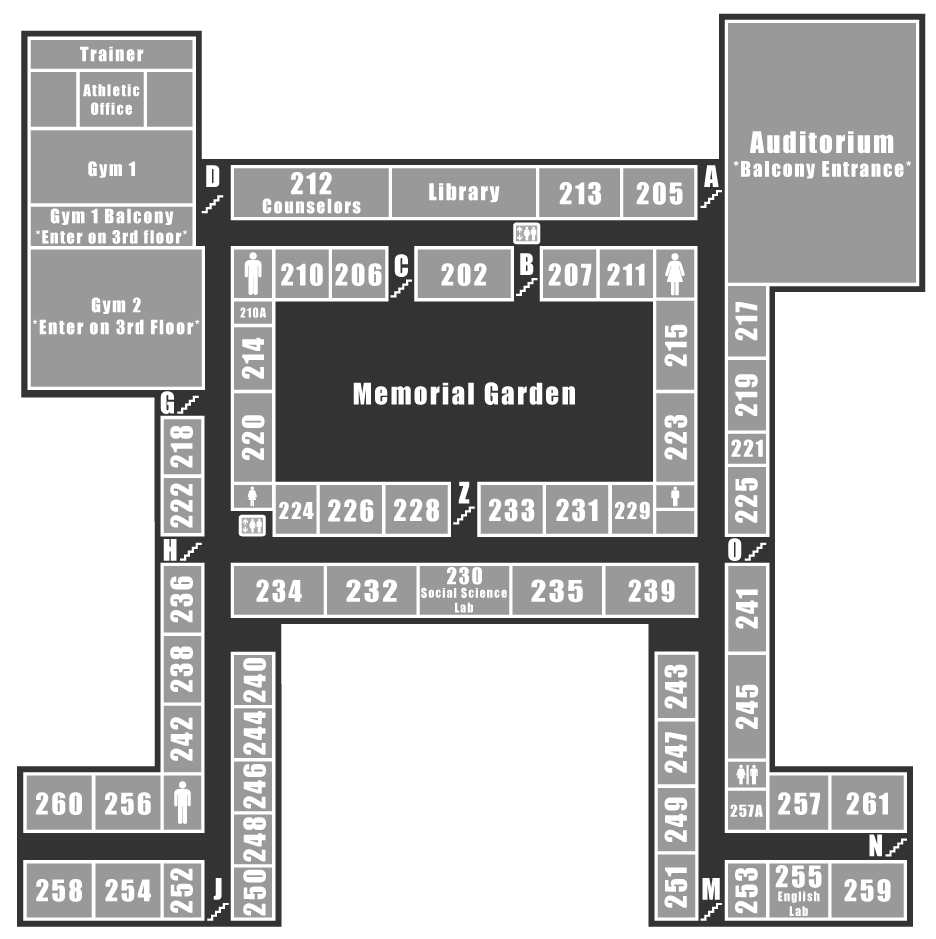 Trainer
Athletic
Office
Gym 1
Gym 1 Balcony
*Enter on 3rd floor*
Gym 2
*Enter on 3rd Floor*
Auditorium
*Balcony Entrance*
D
212
Counselors
Library
213
205
A
210
206
C
202
B
207
211
210A
214
220
Memorial Garden
215
223
217
219
221
225
G
218
222
224
226
228
Z
233
231
229
H
O
234
232
230
Social Science
Lab
235
239
236
238
242
240
244
246
248
250
243
247
249
251
241
245
260
256
257A
257
261
N
258
254
252
J
M
253
255
English
Lab
259